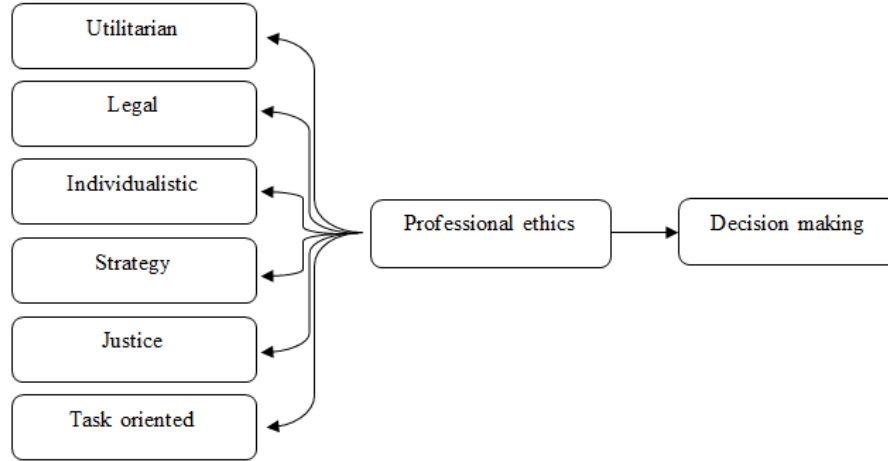 Utilitarian
Legal
Individualistic
Strategy
Justice
Task oriented
Professional ethics
Decision making